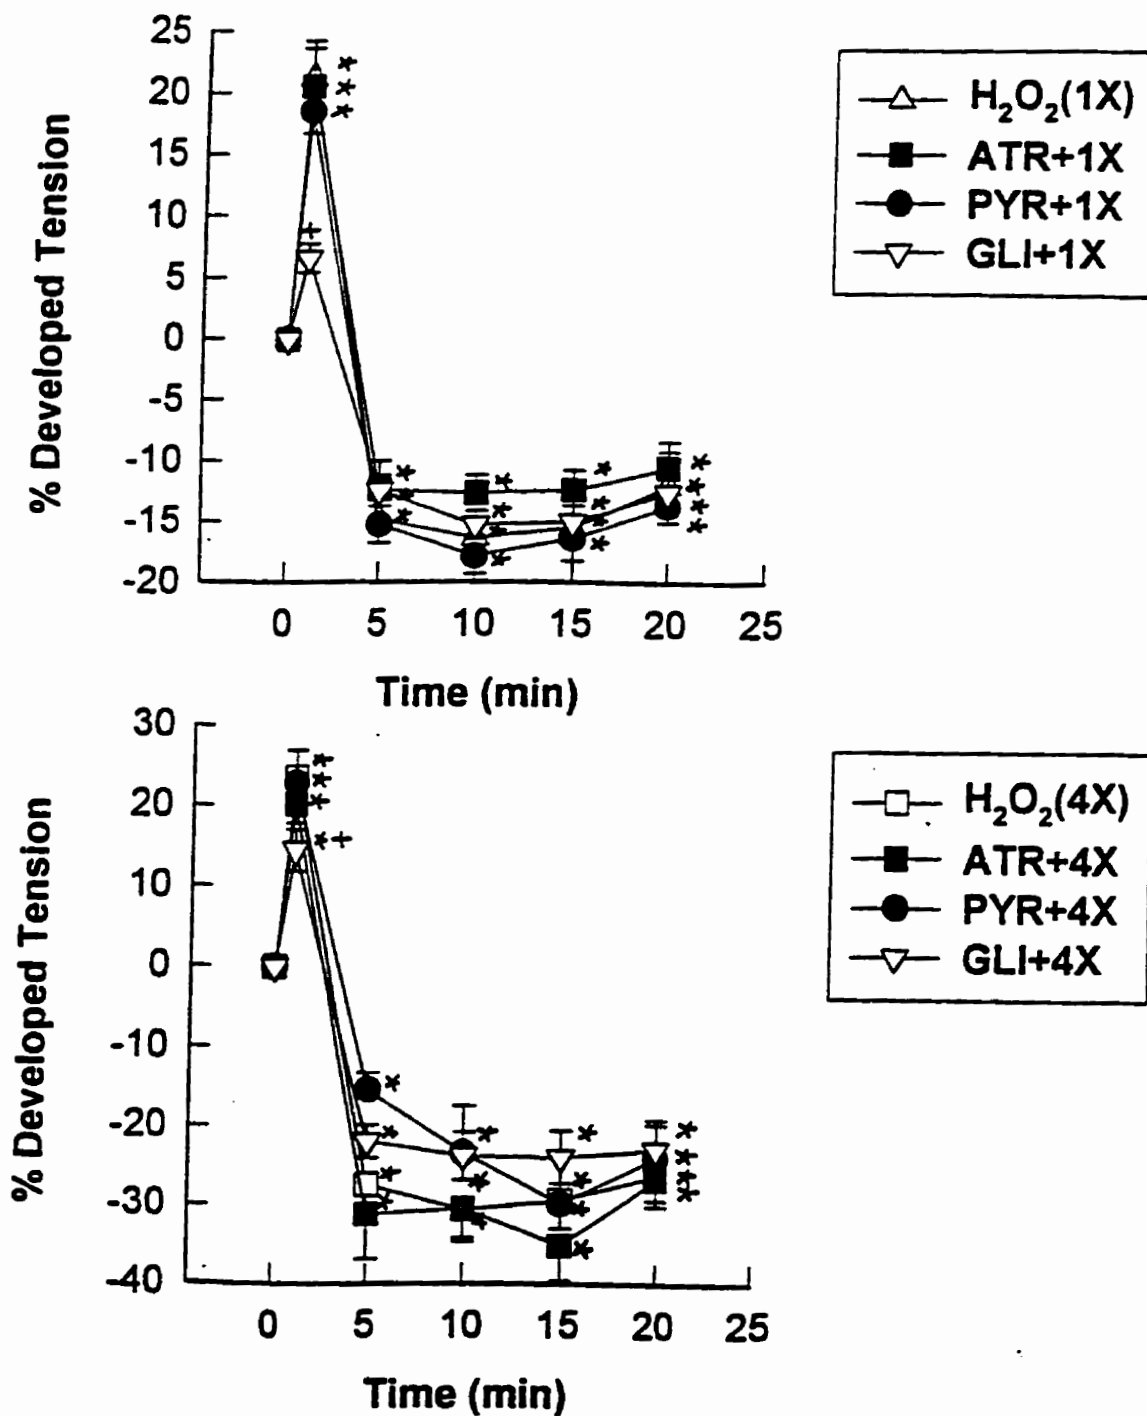 25
20
15
10
5
0
-5
-10
-15
-20
% Developed Tension
0 5 10 15 20 25
Time (min)
H₂O₂(1X)
ATR+1X
PYR+1X
GLI+1X
30
20
10
0
-10
-20
-30
-40
% Developed Tension
0 5 10 15 20 25
Time (min)
H₂O₂(4X)
ATR+4X
PYR+4X
GLI+4X